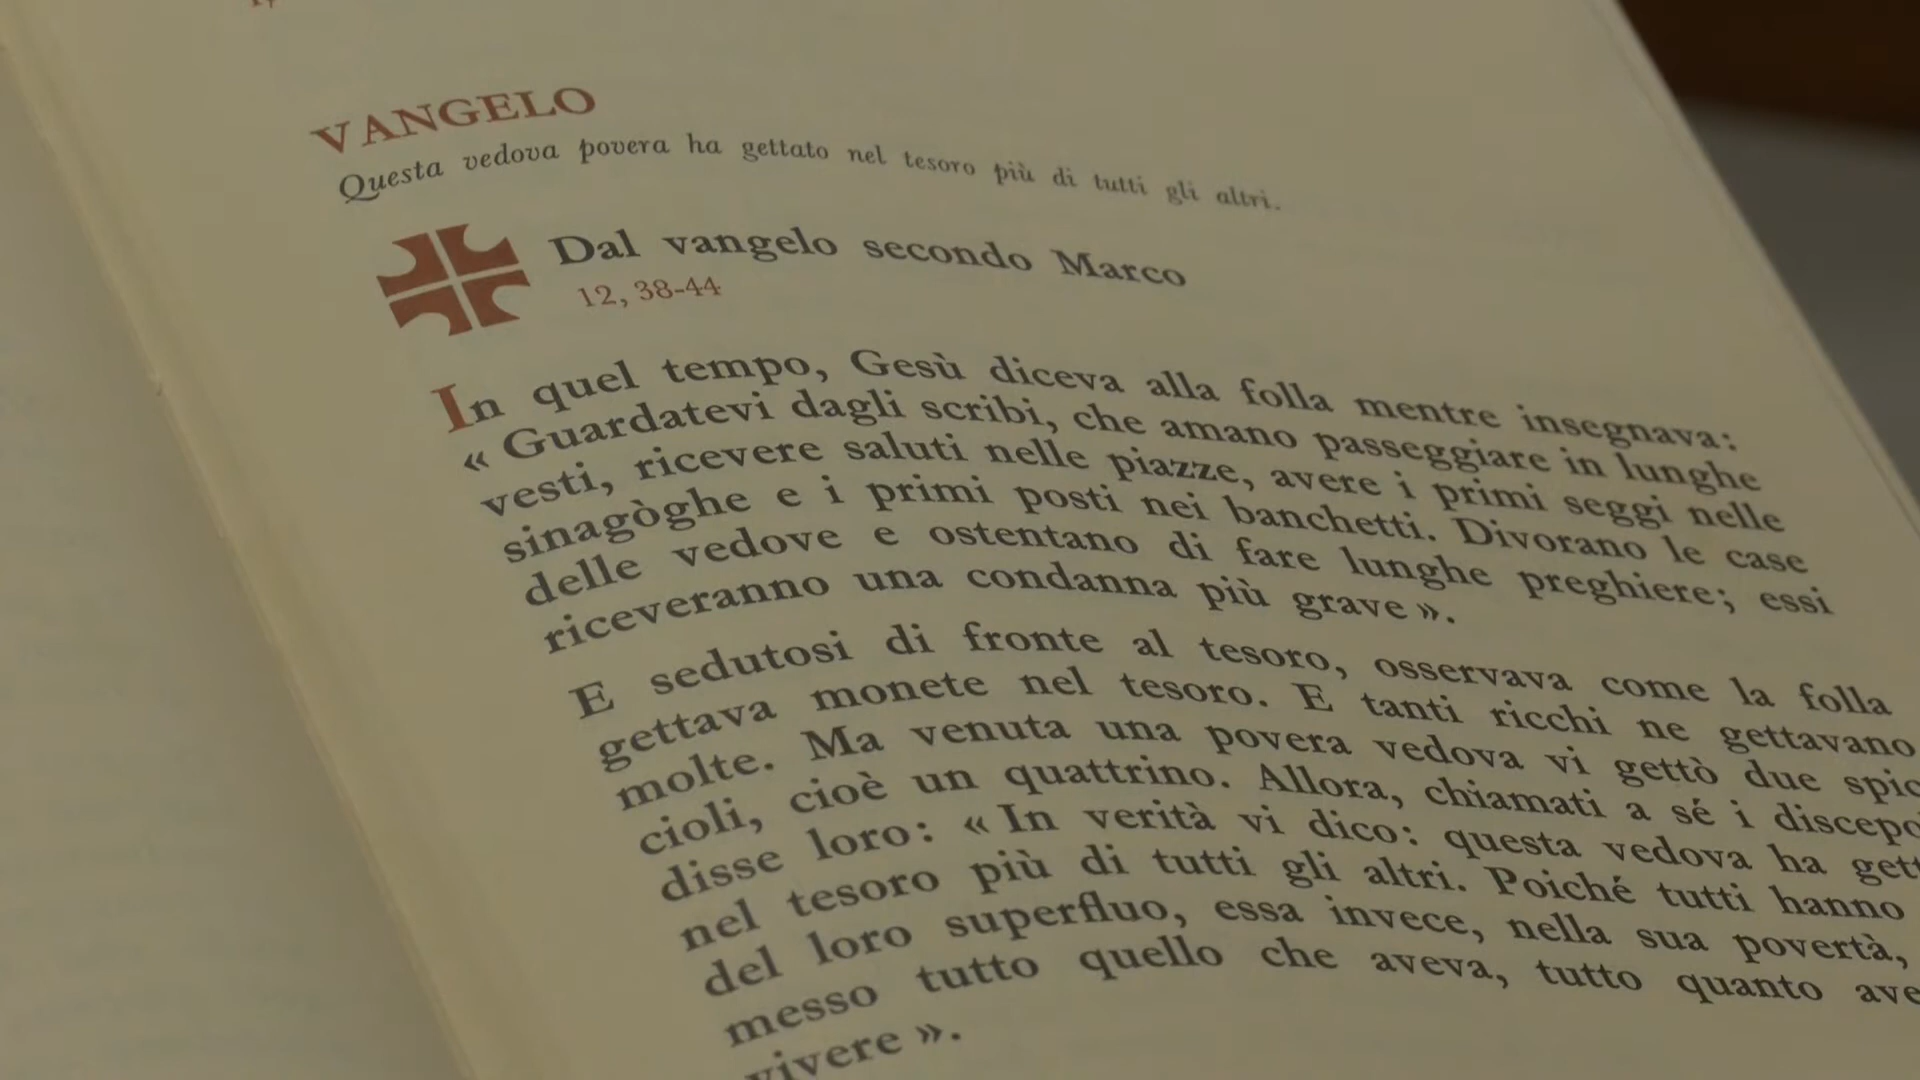 VANGELO
Questa vedova povera ha gettato nel tesoro più di tutti gli altri.
Dal vangelo secondo Marco
12, 38-44
In quel tempo, Gesù diceva alla folla mentre insegnava:
« Guardatevi dagli scribi, che amano passeggiare in lunghe
vesti, ricevere saluti nelle piazze, avere i primi seggi nelle
sinagòghe e i primi posti nei banchetti. Divorano le case
delle vedove e ostentano di fare lunghe preghiere; essi
riceveranno una condanna più grave ».
E sedutosi di fronte al tesoro, osservava come la folla
gettava monete nel tesoro. E tanti ricchi ne gettavano
molte. Ma venuta una povera vedova vi gettò due spic
cioli, cioè un quattrino. Allora, chiamati a sé i discepo
disse loro: « In verità vi dico: questa vedova ha gett
nel tesoro più di tutti gli altri. Poiché tutti hanno
del loro superfluo, essa invece, nella sua povertà,
messo tutto quello che aveva, tutto quanto ave
vivere ».